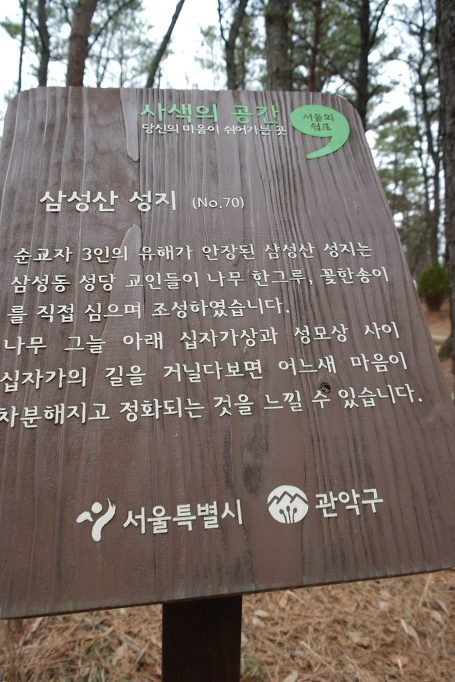 사색의 공간
당신의 마음이 쉬어가는 곳
서울의
쉼표
삼성산 성지 (No.70)
순교자 3인의 유해가 안장된 삼성산 성지는
삼성동 성당 교인들이 나무 한그루, 꽃한송이
를 직접 심으며 조성하였습니다.
나무 그늘 아래 십자가상과 성모상 사이
십자가의 길을 거닐다보면 어느새 마음이
차분해지고 정화되는 것을 느낄 수 있습니다.
서울특별시 관악구